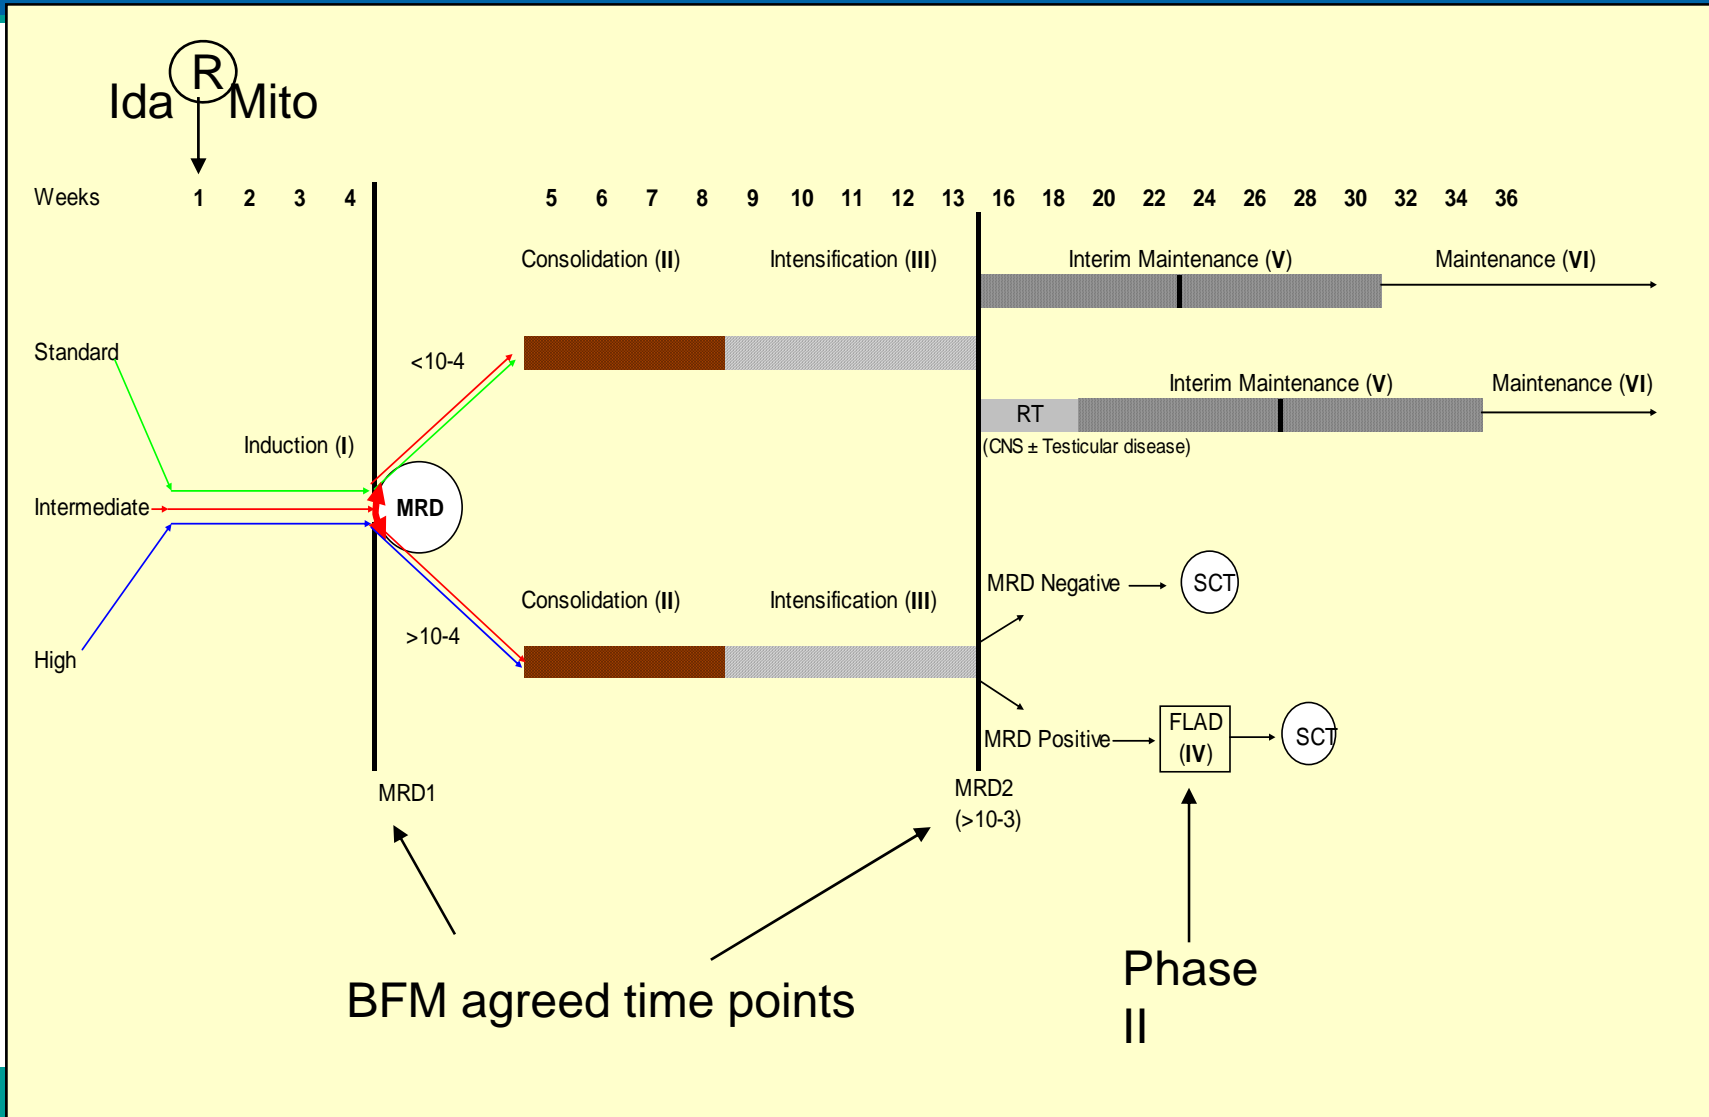 R
Ida Mito
Weeks 1 2 3 4 5 6 7 8 9 10 11 12 13 16 18 20 22 24 26 28 30 32 34 36
Consolidation (II) Intensification (III) Interim Maintenance (V) Maintenance (VI)
Standard
<10-4
Interim Maintenance (V) Maintenance (VI)
RT
(CNS ± Testicular disease)
Induction (I)
Intermediate
MRD
MRD Negative SCT
Consolidation (II) Intensification (III)
>10-4
High
FLAD
(IV)
MRD Positive SCT
MRD1
MRD2
(>10-3)
BFM agreed time points
Phase
II